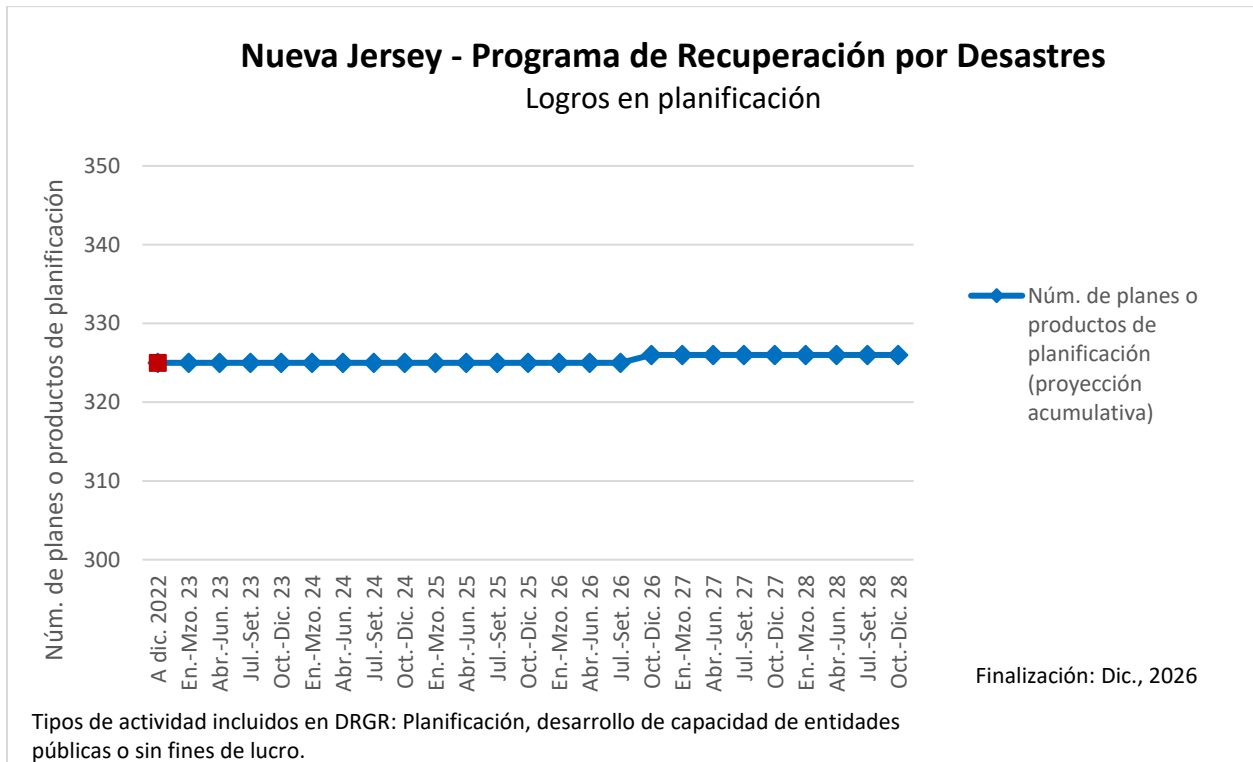 Nueva Jersey - Programa de Recuperación por Desastres
Logros en planificación
Núm. de planes o productos de planificación
350
340
330
320
310
300
A dic. 2022
En.-Mzo. 23
Abr.-Jun. 23
Jul.-Set. 23
Oct.-Dic. 23
En.-Mzo. 24
Abr.-Jun. 24
Jul.-Set. 24
Oct.-Dic. 24
En.-Mzo. 25
Abr.-Jun. 25
Jul.-Set. 25
Oct.-Dic. 25
En.-Mzo. 26
Abr.-Jun. 26
Jul.-Set. 26
Oct.-Dic. 26
En.-Mzo. 27
Abr.-Jun. 27
Jul.-Set. 27
Oct.-Dic. 27
En.-Mzo. 28
Abr.-Jun. 28
Jul.-Set. 28
Oct.-Dic. 28
Núm. de planes o
productos de
planificación
(proyección
acumulativa)
Finalización: Dic., 2026
Tipos de actividad incluidos en DRGR: Planificación, desarrollo de capacidad de entidades
públicas o sin fines de lucro.